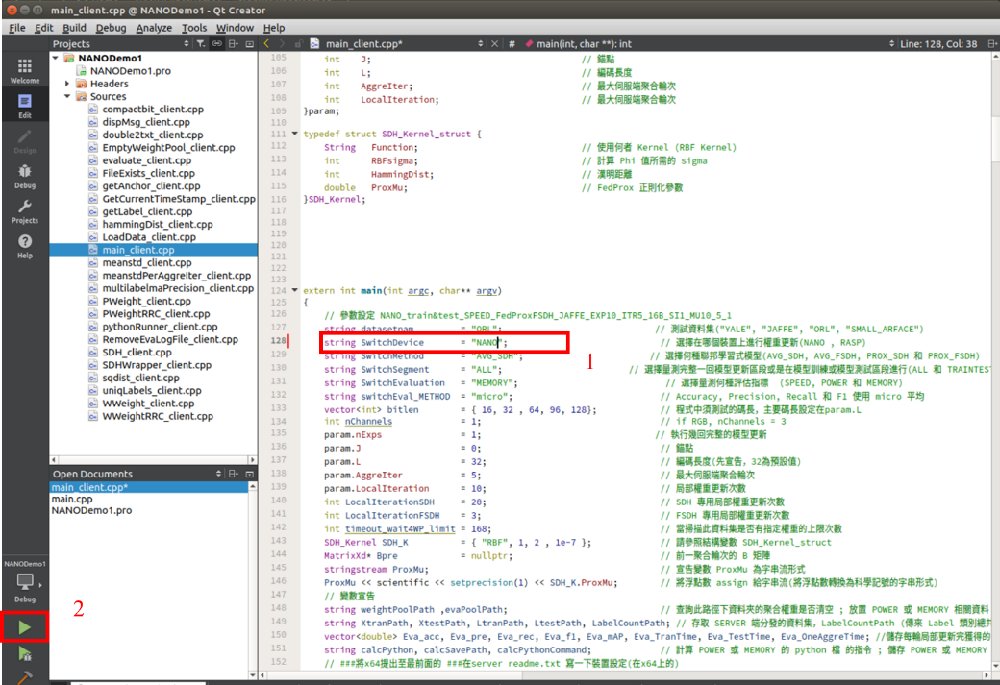 main_client.cpp @ NANODemo1 - Qt Creator
File Edit Build Debug Analyze Tools Window Help
Projects
main_client.cpp*
# main(int, char **): int
Line: 128, Col: 38
Welcome
Edit
Design
Debug
Projects
Help
NANODemo1
NANODemo1.pro
Headers
Sources
compactbit_client.cpp
dispMsg_client.cpp
double2txt_client.cpp
EmptyWeightPool_client.cpp
evaluate_client.cpp
FileExists_client.cpp
getAnchor_client.cpp
GetCurrentTimeStamp_client.cpp
getLabel_client.cpp
hammingDist_client.cpp
LoadData_client.cpp
main_client.cpp
meanstd_client.cpp
meanstdPerAggreIter_client.cpp
multilabelmaPrecision_client.cpp
PWeight_client.cpp
PWeightRRC_client.cpp
pythonRunner_client.cpp
RemoveEvaLogFile_client.cpp
SDH_client.cpp
SDHWrapper_client.cpp
sqdist_client.cpp
uniqLabels_client.cpp
WWeight_client.cpp
WWeightRRC_client.cpp
Open Documents
main_client.cpp*
main.cpp
NANODemo1.pro
NANODemo1
Debug
2
105 int J; // 錨點
106 int L; // 編碼長度
107 int AggreIter; // 最大伺服端聚合輪次
108 int LocalIteration; // 最大伺服端聚合輪次
109 }param;
110
111 typedef struct SDH_Kernel_struct {
112 String Function; // 使用何者 Kernel (RBF Kernel)
113 int RBFsigma; // 計算 Phi 值所需的 sigma
114 int HammingDist; // 漢明距離
115 double ProxMu; // FedProx 正則化參數
116 }SDH_Kernel;
117
118
119
120
121
122
123
124 extern int main(int argc, char** argv)
125 {
126 // 參數設定 NANO_train&test_SPEED_FedProxFSDH_JAFFE_EXP10_ITR5_16B_SI1_MU10_5_1
127 string datasetnam = "ORL"; // 測試資料集("YALE", "JAFFE", "ORL", "SMALL_ARFACE")
128 string SwitchDevice = "NANO"; // 選擇在哪個裝置上進行權重更新(NANO , RASP)
1
129 string SwitchMethod = "AVG_SDH"; // 選擇何種聯邦學習式模型(AVG_SDH, AVG_FSDH, PROX_SDH 和 PROX_FSDH)
130 string SwitchSegment = "ALL"; // 選擇量測完整一回模型更新區段或是在模型訓練或模型測試區段進行(ALL 和 TRAINTES
131 string SwitchEvaluation = "MEMORY"; // 選擇量測何種評估指標 (SPEED, POWER 和 MEMORY)
132 string switchEval_METHOD = "micro"; // Accuracy, Precision, Recall 和 F1 使用 micro 平均
133 vector<int> bitlen = { 16, 32 , 64, 96, 128}; // 程式中須測試的碼長，主要碼長設定在param.L
134 int nChannels = 1; // if RGB, nChannels = 3
135 param.nExps = 1; // 執行幾回完整的模型更新
136 param.J = 0; // 錨點
137 param.L = 32; // 編碼長度(先宣告，32為預設值)
138 param.AggreIter = 5; // 最大伺服端聚合輪次
139 param.LocalIteration = 10; // 局部權重更新次數
140 int LocalIterationSDH = 20; // SDH 專用局部權重更新次數
141 int LocalIterationFSDH = 3; // FSDH 專用局部權重更新次數
142 int timeout_wait4WP_limit = 168; // 當掃描此資料集是否有指定權重的上限次數
143 SDH_Kernel SDH_K = { "RBF", 1, 2 , 1e-7 }; // 請參照結構變數 SDH_Kernel_struct
144 MatrixXd* Bpre = nullptr; // 前一聚合輪次的 B 矩陣
145 stringstream ProxMu; // 宣告變數 ProxMu 為字串流形式
146 ProxMu << scientific << setprecision(1) << SDH_K.ProxMu; // 將浮點數 assign 給字串流(將浮點數轉換為科學記號的字串形式)
147 // 變數宣告
148 string weightPoolPath ,evaPoolPath; // 查詢此路徑下資料夾的聚合權重是否清空 ; 放置 POWER 或 MEMORY 相關資料
149 string XtranPath, XtestPath, LtranPath, LtestPath, LabelCountPath; // 存取 SERVER 端分發的資料集，LabelCountPath (傳來 Label 類別總共
150 vector<double> Eva_acc, Eva_pre, Eva_rec, Eva_f1, Eva_mAP, Eva_TranTime, Eva_TestTime, Eva_OneAggreTime; //儲存每輪局部更新完獲得的
151 string calcPython, calcSavePath, calcPythonCommand; // 計算 POWER 或 MEMORY 的 python 檔 的指令 ; 儲存 POWER 或 MEMORY
152 // ###將x64提出至最前面的 ###在server readme.txt 寫一下裝置設定(在x64上的)